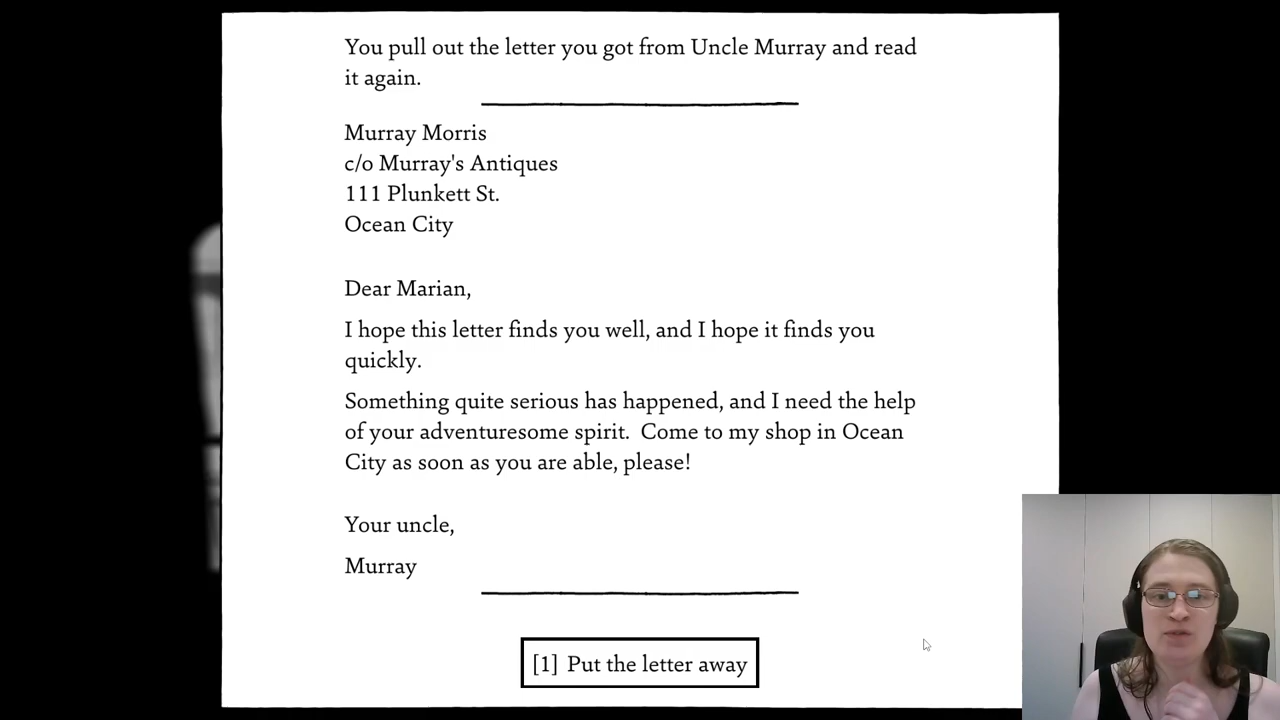 You pull out the letter you got from Uncle Murray and read
it again.
Murray Morris
c/o Murray's Antiques
111 Plunkett St.
Ocean City
Dear Marian,
I hope this letter finds you well, and I hope it finds you
quickly.
Something quite serious has happened, and I need the help
of your adventuresome spirit.  Come to my shop in Ocean
City as soon as you are able, please!
Your uncle,
Murray
[1] Put the letter away